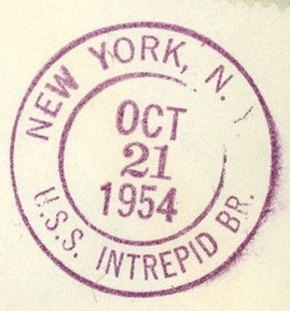 NEW YORK, N. Y
OCT
21
1954
U.S.S. INTREPID BR.